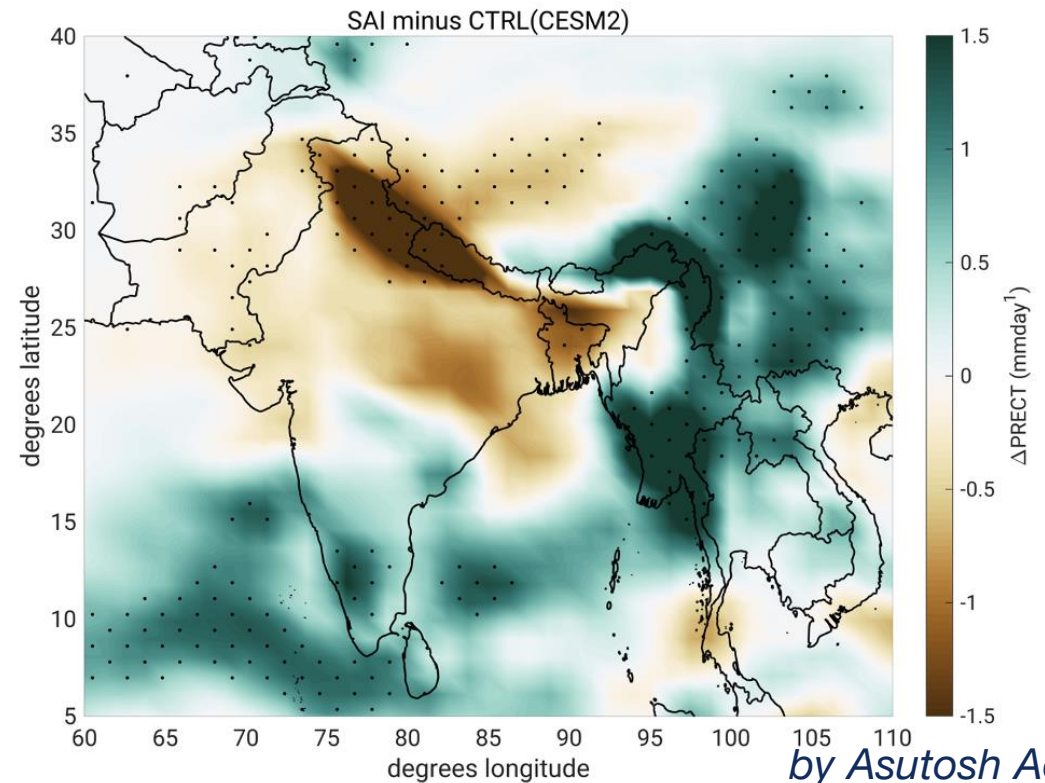 SAI minus CTRL(CESM2)
40
35
30
25
20
15
10
5
degrees latitude
60 65 70 75 80 85 90 95 100 105 110
degrees longitude
1.5
1
0.5
0
-0.5
-1
-1.5
ΔPRECT (mmday¹)
by Asutosh